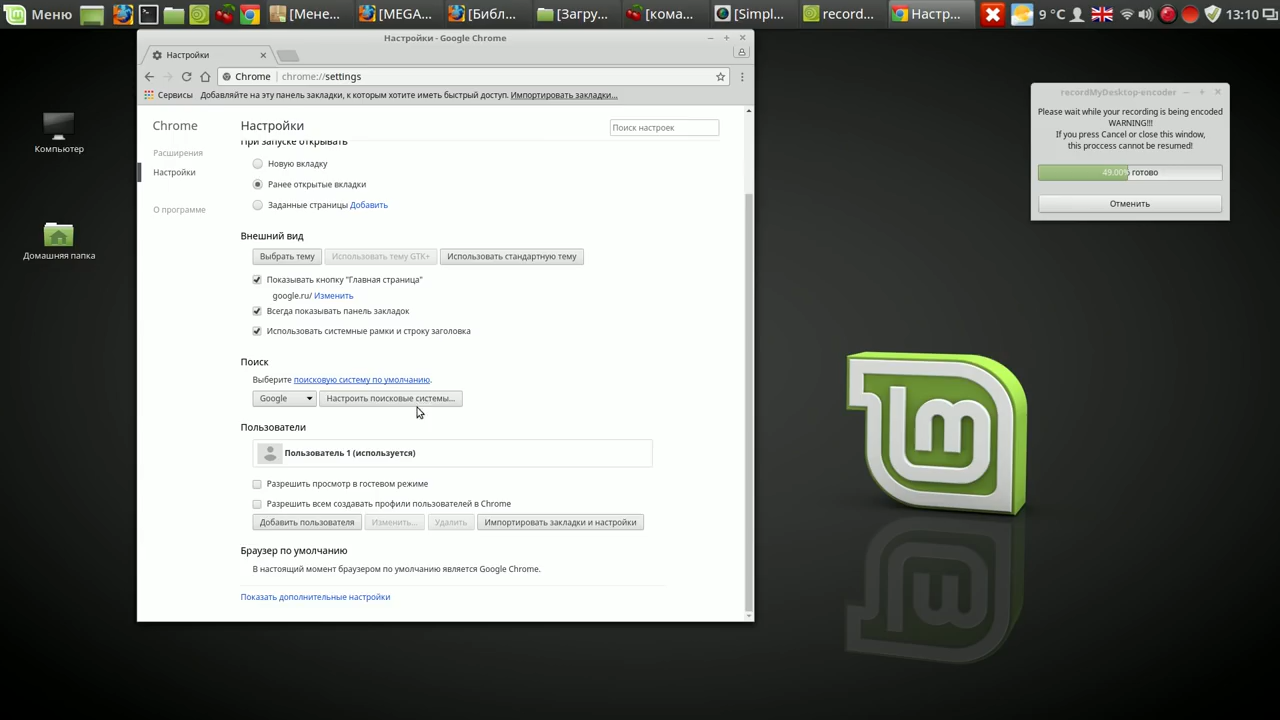 Меню
[Мене...
[MEGA...
[Библ...
[Загру...
[кома...
[Simpl...
record...
Настр...
9 °C
13:10
Настройки - Google Chrome
Настройки
Chrome
chrome://settings
Сервисы
Добавляйте на эту панель закладки, к которым хотите иметь быстрый доступ. Импортировать закладки...
Компьютер
Домашняя папка
Chrome
Расширения
Настройки
О программе
Настройки
Поиск настроек
При запуске открывать
Новую вкладку
Ранее открытые вкладки
Заданные страницы Добавить
Внешний вид
Выбрать тему
Использовать тему GTK+
Использовать стандартную тему
Показывать кнопку "Главная страница"
google.ru/ Изменить
Всегда показывать панель закладок
Использовать системные рамки и строку заголовка
Поиск
Выберите поисковую систему по умолчанию.
Google
Настроить поисковые системы...
Пользователи
Пользователь 1 (используется)
Разрешить просмотр в гостевом режиме
Разрешить всем создавать профили пользователей в Chrome
Добавить пользователя
Изменить...
Удалить
Импортировать закладки и настройки
Браузер по умолчанию
В настоящий момент браузером по умолчанию является Google Chrome.
Показать дополнительные настройки
recordMyDesktop-encoder
Please wait while your recording is being encoded
WARNING!!!
If you press Cancel or close this window,
this proccess cannot be resumed!
49,00% готово
Отменить